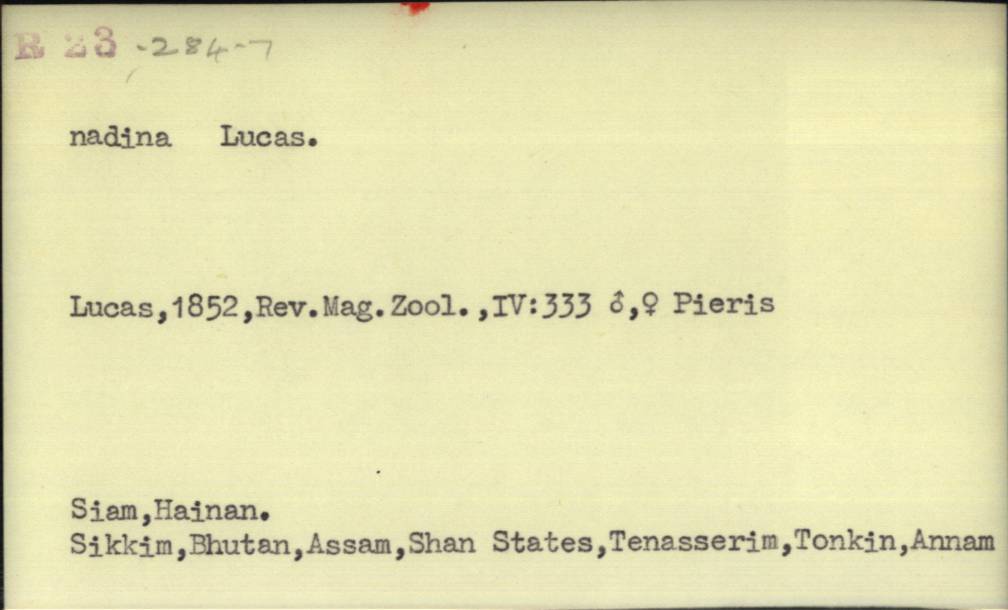 R 23 -284-7
nadina Lucas.
Lucas,1852,Rev.Mag.Zool.,IV:333 ♂,♀ Pieris
Siam,Hainan.
Sikkim,Bhutan,Assam,Shan States,Tenasserim,Tonkin,Annam